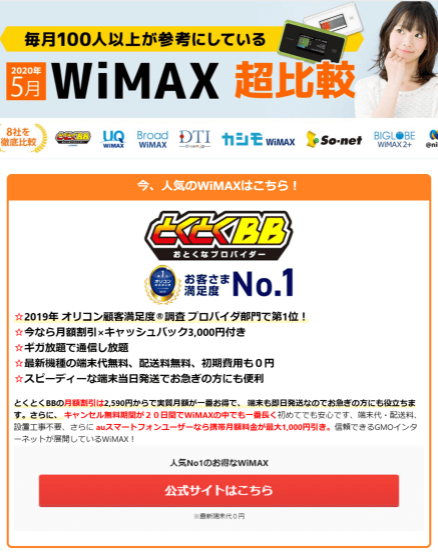 毎月100人以上が参考にしている
2020年
5月
WiMAX 超比較
8社を
徹底比較
とくとくBB
UQ
WiMAX
Broad
WiMAX
DTI
カシモ WiMAX
So-net
BIGLOBE
WiMAX 2+
@ni
今、人気のWiMAXはこちら！
とくとくBB
おとくなプロバイダー
オリコン
お客さま
満足度
No.1
☆2019年 オリコン顧客満足度®調査 プロバイダ部門で第1位！
☆今なら月額割引×キャッシュバック3,000円付き
☆ギガ放題で通信し放題
☆最新機種の端末代無料、配送料無料、初期費用も０円
☆スピーディーな端末当日発送でお急ぎの方にも便利
とくとくBBの月額割引は2,590円からで実質月額が一番お得で、 端末も即日発送なのでお急ぎの方にも役立ちま
す。さらに、 キャンセル無料期間が２０日間でWiMAXの中でも一番長く初めてでも安心です、端末代・配送料、
設置工事不要、さらに auスマートフォンユーザーなら携帯月額料金が最大1,000円引き。信頼できるGMOインタ
ーネットが展開しているWiMAX！
人気No1のお得なWiMAX
公式サイトはこちら
※最新端末代０円